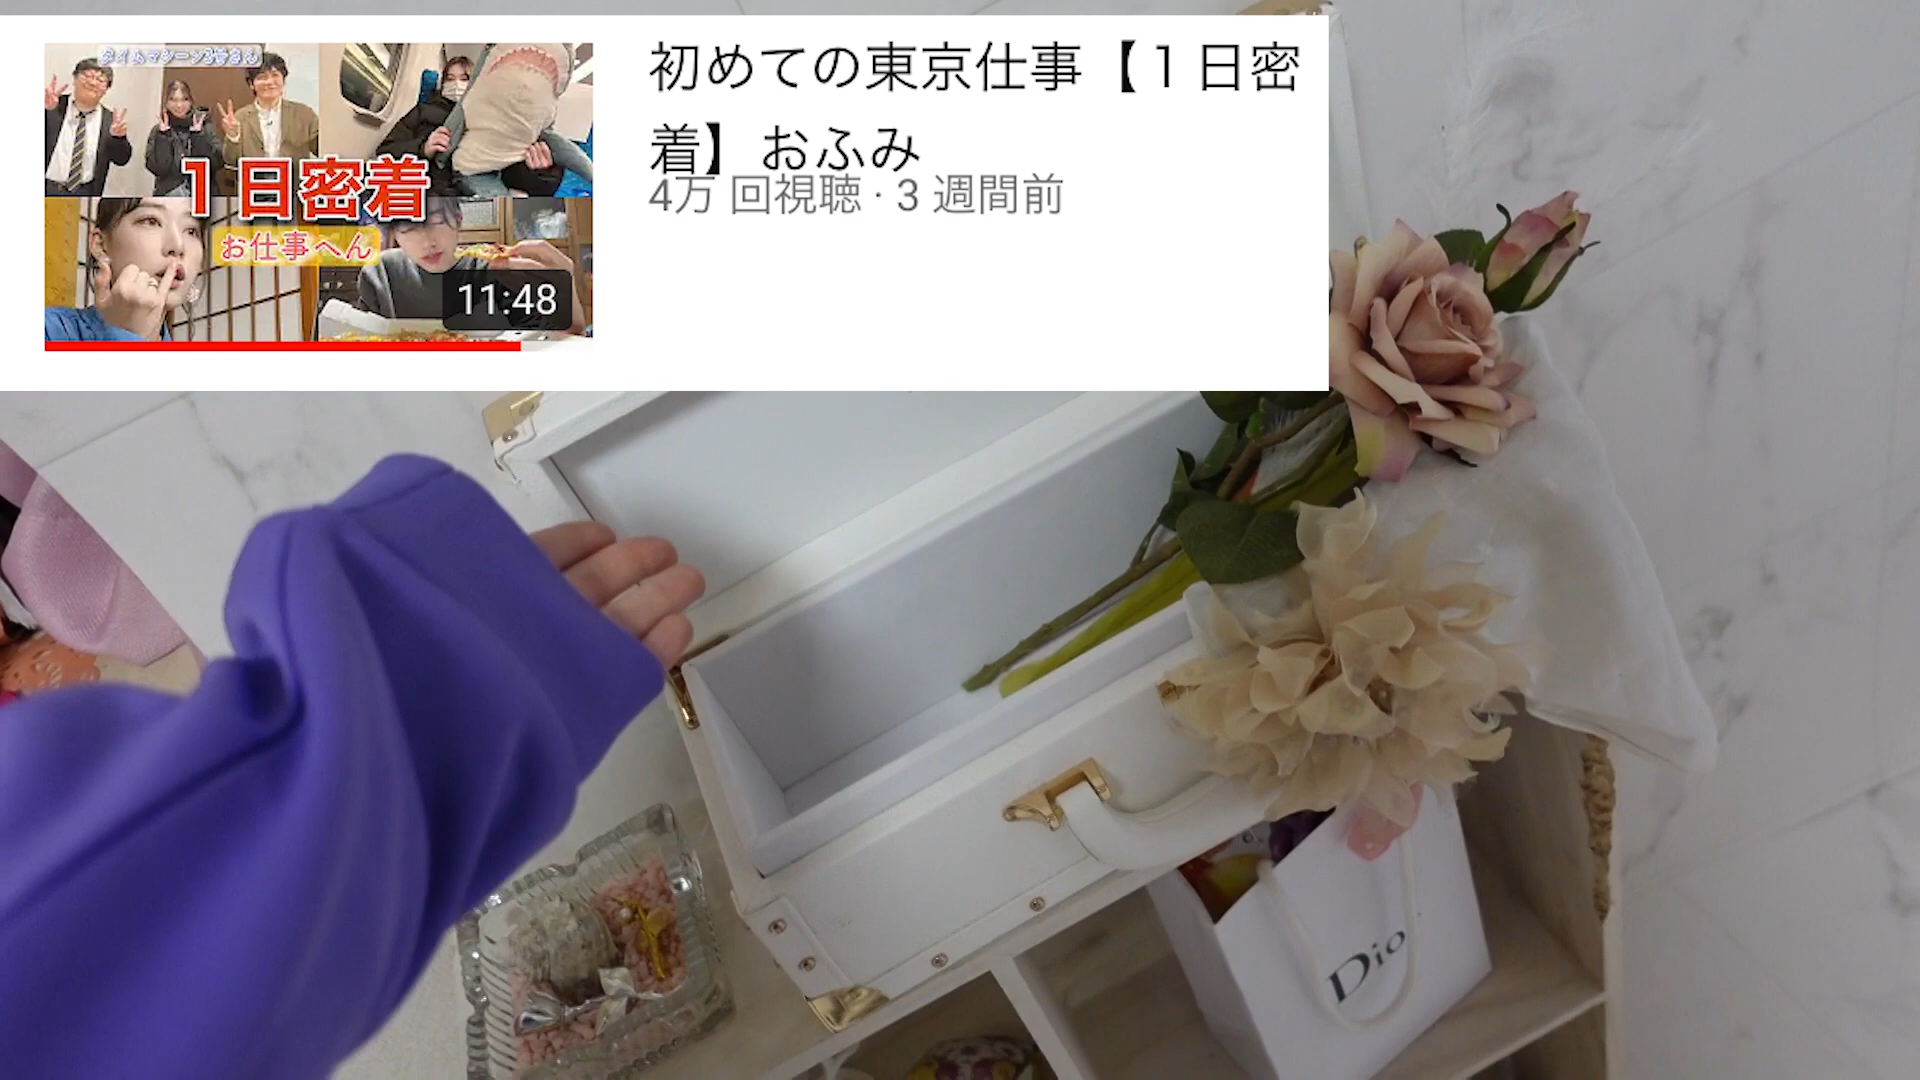 タイムマシーン3号さん
1日密着
お仕事へん
11:48
初めての東京仕事【１日密
着】おふみ
4万 回視聴 · 3 週間前
Dio